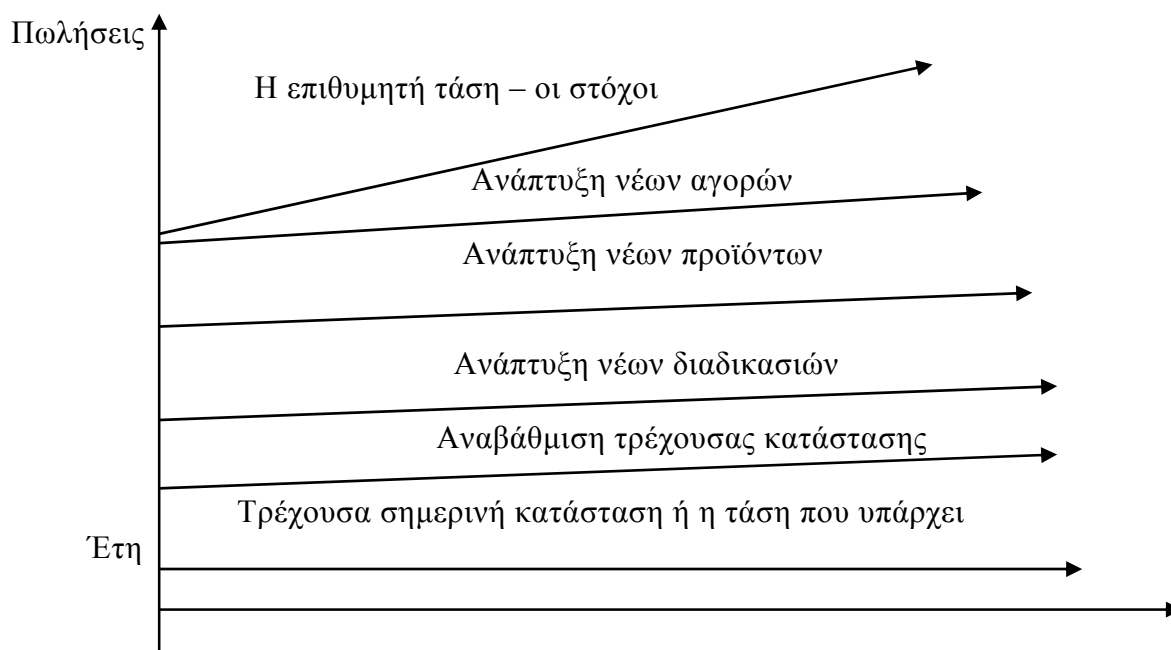 Πωλήσεις
Η επιθυμητή τάση – οι στόχοι
Ανάπτυξη νέων αγορών
Ανάπτυξη νέων προϊόντων
Ανάπτυξη νέων διαδικασιών
Αναβάθμιση τρέχουσας κατάστασης
Τρέχουσα σημερινή κατάσταση ή η τάση που υπάρχει
Έτη